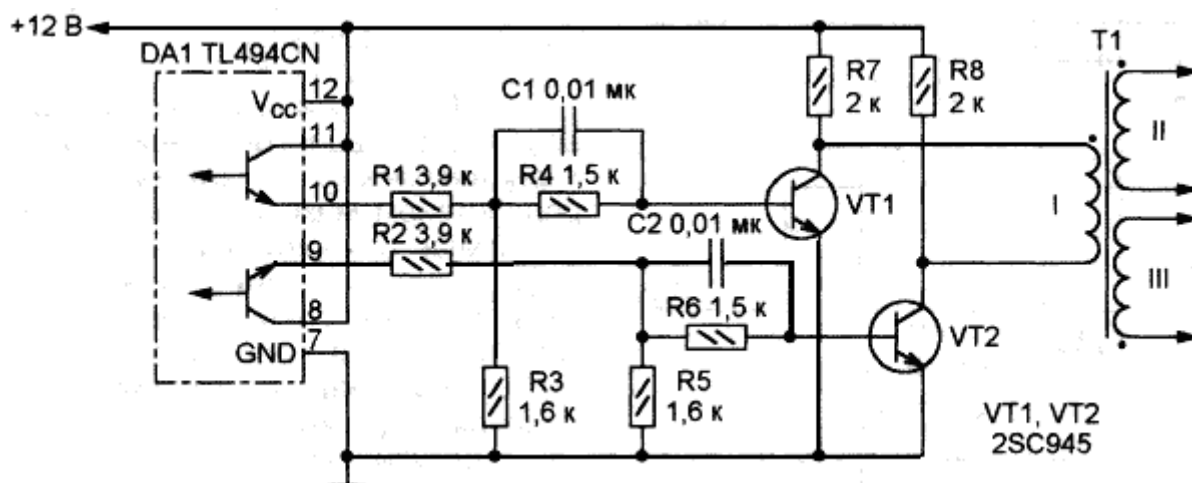 +12 В
DA1 TL494CN
VCC
12
11
10
9
8
7
GND
R1 3,9 к
R2 3,9 к
C1 0,01 мк
R4 1,5 к
C2 0,01 мк
R6 1,5 к
R3
1,6 к
R5
1,6 к
R7
2 к
R8
2 к
VT1
VT2
T1
I
II
III
VT1, VT2
2SC945